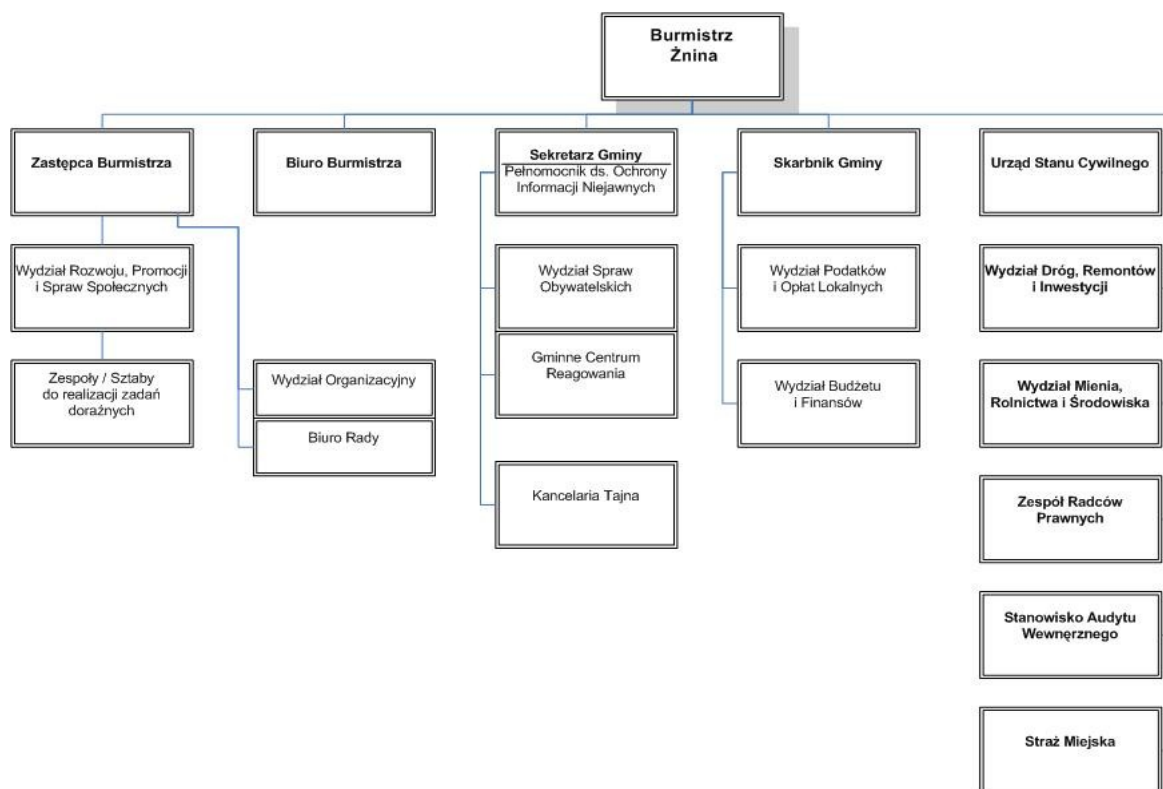 Burmistrz
Żnina
Zastępca Burmistrza
Biuro Burmistrza
Sekretarz Gminy
Pełnomocnik ds. Ochrony
Informacji Niejawnych
Skarbnik Gminy
Urząd Stanu Cywilnego
Wydział Rozwoju, Promocji
i Spraw Społecznych
Wydział Spraw
Obywatelskich
Wydział Podatków
i Opłat Lokalnych
Wydział Dróg, Remontów
i Inwestycji
Zespoły / Sztaby
do realizacji zadań
doraźnych
Wydział Organizacyjny
Biuro Rady
Gminne Centrum
Reagowania
Wydział Budżetu
i Finansów
Wydział Mienia,
Rolnictwa i Środowiska
Kancelaria Tajna
Zespół Radców
Prawnych
Stanowisko Audytu
Wewnęrznego
Straż Miejska